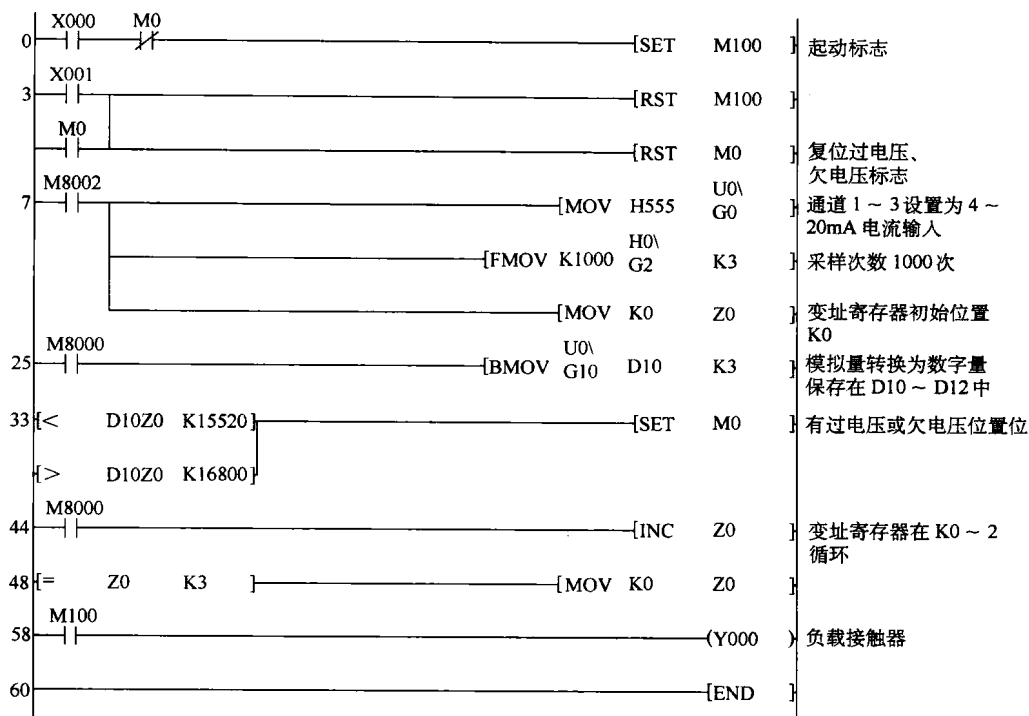 X000 M0
0 [SET M100] 起动标志
X001
3 [RST M100]
M0
[RST M0] 复位过电压、
欠电压标志
M8002
7 [MOV H555 U0\G0] 通道1～3设置为4～
20mA电流输入
[FMOV K1000 H0\G2 K3] 采样次数1000次
[MOV K0 Z0] 变址寄存器初始位置
K0
M8000
25 [BMOV U0\G10 D10 K3] 模拟量转换为数字量
保存在D10～D12中
33 [< D10Z0 K15520] [SET M0] 有过电压或欠电压位置位
[> D10Z0 K16800]
M8000
44 [INC Z0] 变址寄存器在K0～2
循环
48 [= Z0 K3] [MOV K0 Z0]
M100
58 (Y000) 负载接触器
60 [END]